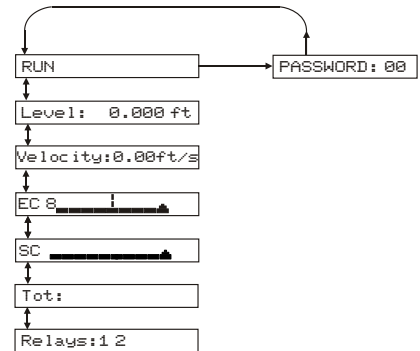 RUN
PASSWORD: 00
Level: 0.000 ft
Velocity:0.00ft/s
EC 8
SC
Tot:
Relays:1 2